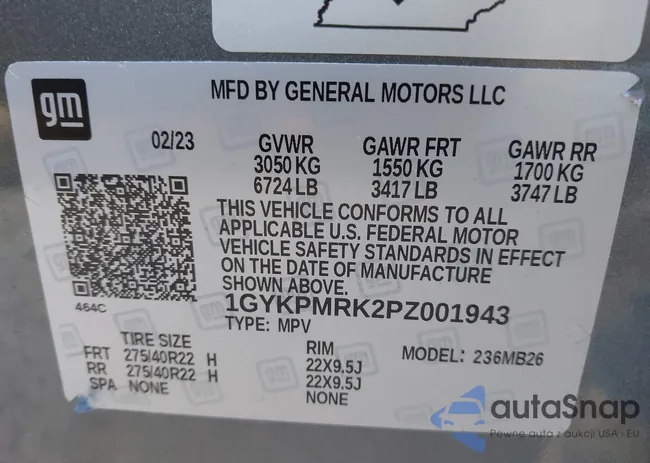 gm
MFD BY GENERAL MOTORS LLC
02/23 GVWR GAWR FRT GAWR RR
3050 KG 1550 KG 1700 KG
6724 LB 3417 LB 3747 LB
THIS VEHICLE CONFORMS TO ALL
APPLICABLE U.S. FEDERAL MOTOR
VEHICLE SAFETY STANDARDS IN EFFECT
ON THE DATE OF MANUFACTURE
SHOWN ABOVE.
464C
1GYKPMRK2PZ001943
TYPE: MPV
TIRE SIZE RIM MODEL: 236MB26
FRT 275/40R22 H 22X9.5J
RR 275/40R22 H 22X9.5J
SPA NONE NONE
autaSnap
Pewne auta z aukcji USA - EU